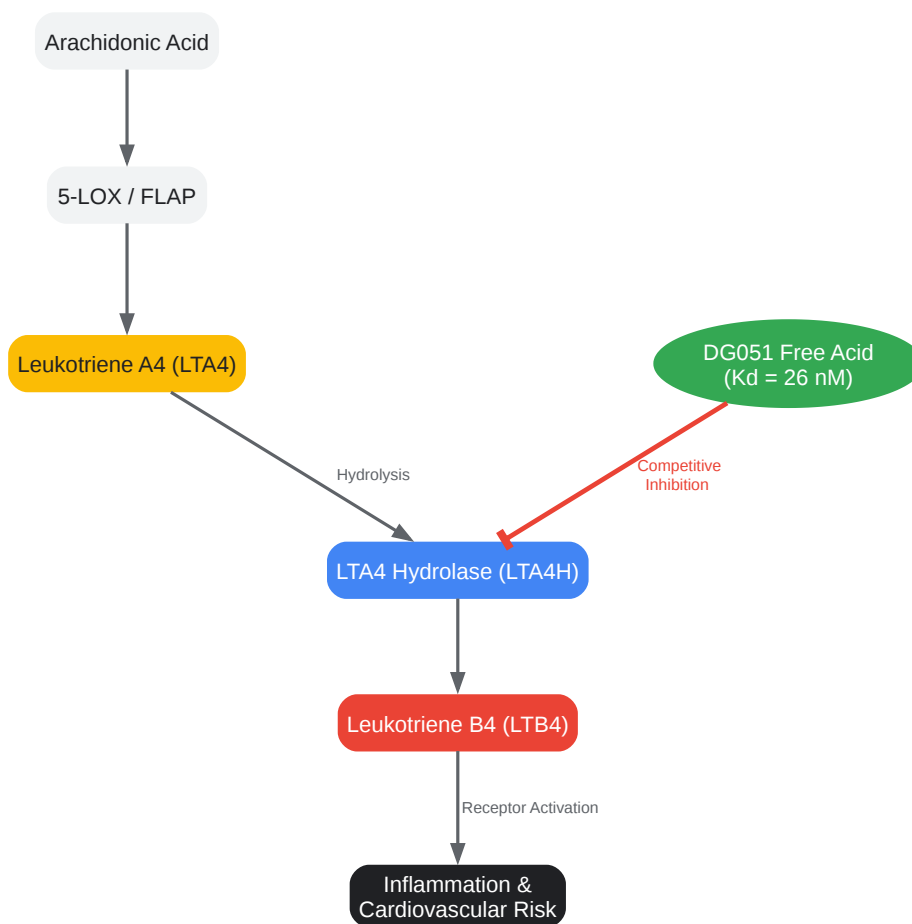 Arachidonic Acid
5-LOX / FLAP
Leukotriene A4 (LTA4)
DG051 Free Acid
(Kd = 26 nM)
Hydrolysis
Competitive
Inhibition
LTA4 Hydrolase (LTA4H)
Leukotriene B4 (LTB4)
Receptor Activation
Inflammation &
Cardiovascular Risk